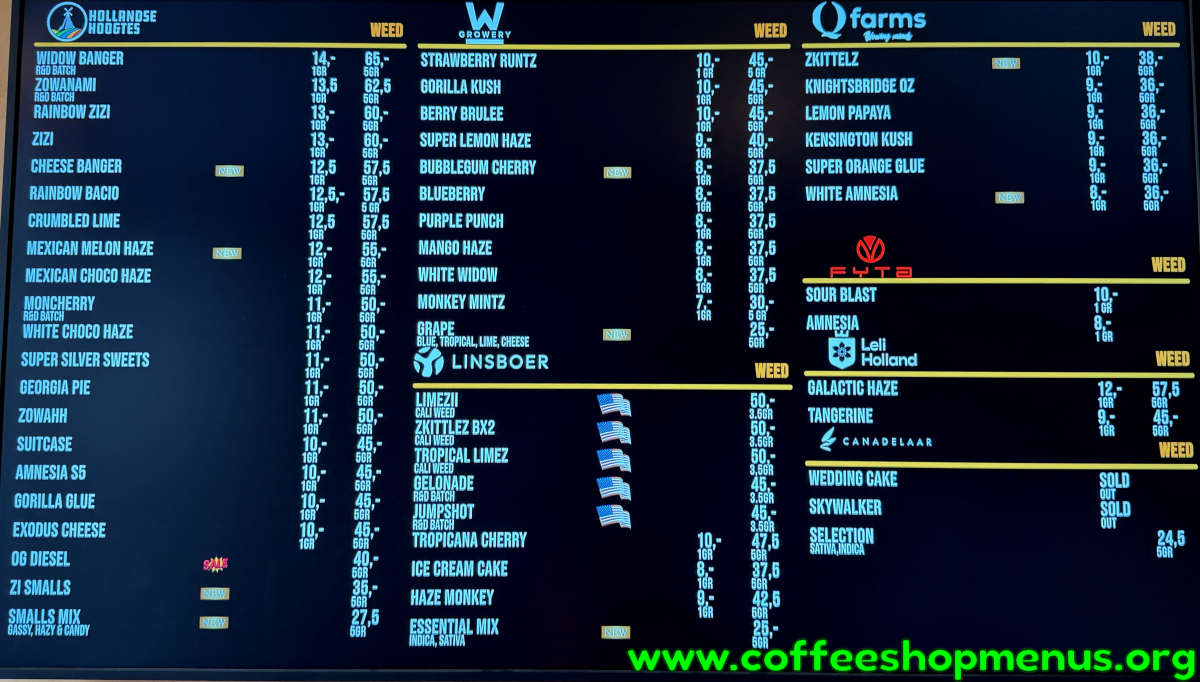 HOLLANDSE
HOOGTES
WEED
WIDOW BANGER 14,- 65,-
R&D BATCH 1GR 5GR
ZOWANAMI 13,5 62,5
R&D BATCH 1GR 5GR
RAINBOW ZIZI 13,- 60,-
1GR 5GR
ZIZI 13,- 60,-
1GR 5GR
CHEESE BANGER NEW 12,5 57,5
1GR 5GR
RAINBOW BACIO 12,5,- 57,5
1GR 5 GR
CRUMBLED LIME 12,5 57,5
1GR 5GR
MEXICAN MELON HAZE NEW 12,- 55,-
1GR 5GR
MEXICAN CHOCO HAZE 12,- 55,-
1GR 5GR
MONCHERRY 11,- 50,-
R&D BATCH 1GR 5GR
WHITE CHOCO HAZE 11,- 50,-
1GR 5GR
SUPER SILVER SWEETS 11,- 50,-
1GR 5GR
GEORGIA PIE 11,- 50,-
1GR 5GR
ZOWAHH 11,- 50,-
1GR 5GR
SUITCASE 10,- 45,-
1GR 5GR
AMNESIA S5 10,- 45,-
1GR 5GR
GORILLA GLUE 10,- 45,-
1GR 5GR
EXODUS CHEESE 10,- 45,-
1GR 5GR
OG DIESEL SALE 40,-
5GR
ZI SMALLS NEW 35,-
5GR
SMALLS MIX NEW 27,5
GASSY, HAZY & CANDY 5GR
W
GROWERY
WEED
STRAWBERRY RUNTZ 10,- 45,-
1 GR 5 GR
GORILLA KUSH 10,- 45,-
1GR 5GR
BERRY BRULEE 10,- 45,-
1GR 5GR
SUPER LEMON HAZE 9,- 40,-
1GR 5GR
BUBBLEGUM CHERRY NEW 8,- 37,5
1GR 5GR
BLUEBERRY 8,- 37,5
1GR 5GR
PURPLE PUNCH 8,- 37,5
1GR 5GR
MANGO HAZE 8,- 37,5
1GR 5GR
WHITE WIDOW 8,- 37,5
1GR 5GR
MONKEY MINTZ 7,- 30,-
1GR 5 GR
GRAPE NEW 25,-
BLUE, TROPICAL, LIME, CHEESE 5GR
LINSBOER
WEED
LIMEZII 50,-
CALI WEED 3.5GR
ZKITTLEZ BX2 50,-
CALI WEED 3.5GR
TROPICAL LIMEZ 50,-
CALI WEED 3,5GR
GELONADE 45,-
R&D BATCH 3.5GR
JUMPSHOT 45,-
R&D BATCH 3.5GR
TROPICANA CHERRY 10,- 47,5
1GR 5GR
ICE CREAM CAKE 8,- 37,5
1GR 5GR
HAZE MONKEY 9,- 42,5
1GR 5GR
ESSENTIAL MIX NEW 25,-
INDICA, SATIVA 5GR
Qfarms
Blowing minds
WEED
ZKITTELZ NEW 10,- 38,-
1GR 5GR
KNIGHTSBRIDGE OZ 9,- 36,-
1GR 5GR
LEMON PAPAYA 9,- 36,-
1GR 5GR
KENSINGTON KUSH 9,- 36,-
1GR 5GR
SUPER ORANGE GLUE 9,- 36,-
1GR 5GR
WHITE AMNESIA NEW 8,- 36,-
1GR 5GR
FYTA
WEED
SOUR BLAST 10,-
1 GR
AMNESIA 8,-
1 GR
Leli
Holland
WEED
GALACTIC HAZE 12,- 57,5
1GR 5GR
TANGERINE 9,- 45,-
1GR 5GR
CANADELAAR
WEED
WEDDING CAKE SOLD
OUT
SKYWALKER SOLD
OUT
SELECTION 24,5
SATIVA,INDICA 5GR
www.coffeeshopmenus.org